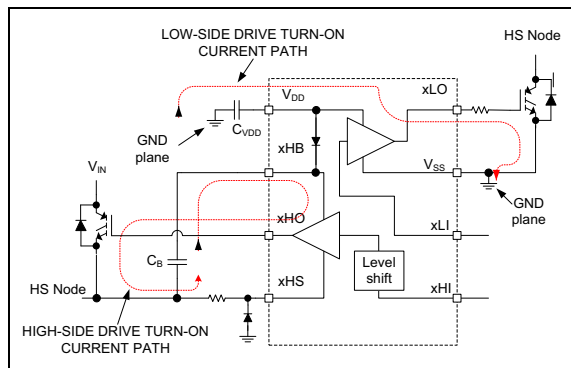 LOW-SIDE DRIVE TURN-ON
CURRENT PATH
HS Node
xLO
VDD
GND
plane
CVDD
xHB
VIN
VSS
GND
plane
xHO
xLI
CB
Level
shift
HS Node
xHS
xHI
HIGH-SIDE DRIVE TURN-ON
CURRENT PATH